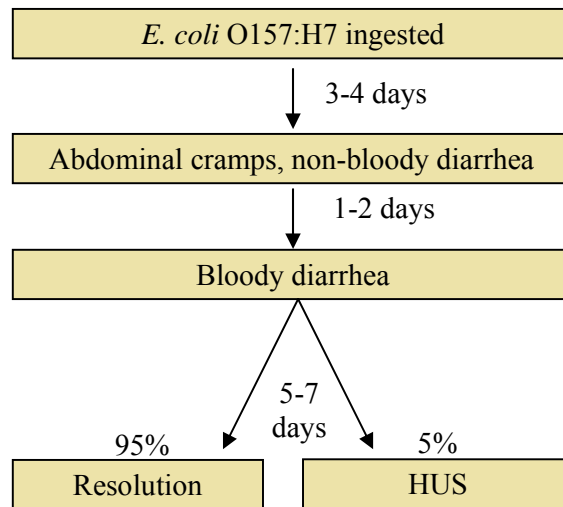 E. coli O157:H7 ingested
3-4 days
Abdominal cramps, non-bloody diarrhea
1-2 days
Bloody diarrhea
5-7
days
95%
5%
Resolution
HUS